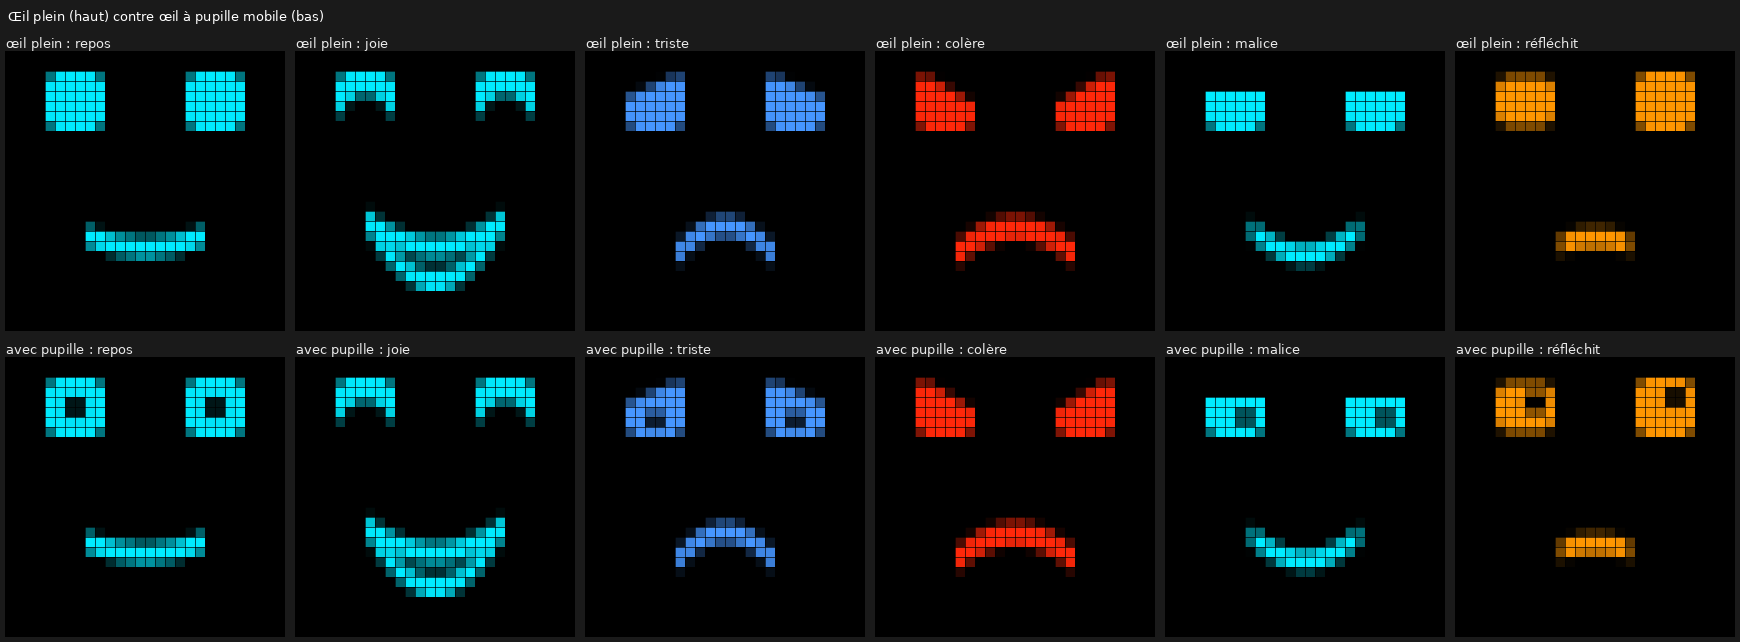 Œil plein (haut) contre œil à pupille mobile (bas)
œil plein : repos
œil plein : joie
œil plein : triste
œil plein : colère
œil plein : malice
œil plein : réfléchit
avec pupille : repos
avec pupille : joie
avec pupille : triste
avec pupille : colère
avec pupille : malice
avec pupille : réfléchit